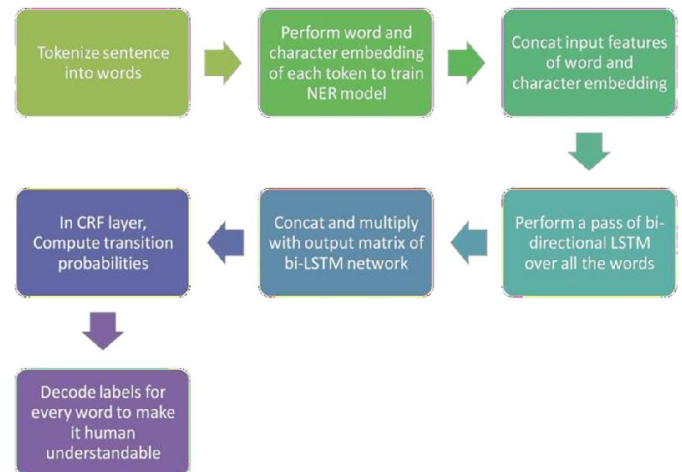 Tokenize sentence
into words
Perform word and
character embedding
of each token to train
NER model
Concat input features
of word and
character embedding
Perform a pass of bi-
directional LSTM
over all the words
Concat and multiply
with output matrix of
bi-LSTM network
In CRF layer,
Compute transition
probabilities
Decode labels for
every word to make
it human
understandable